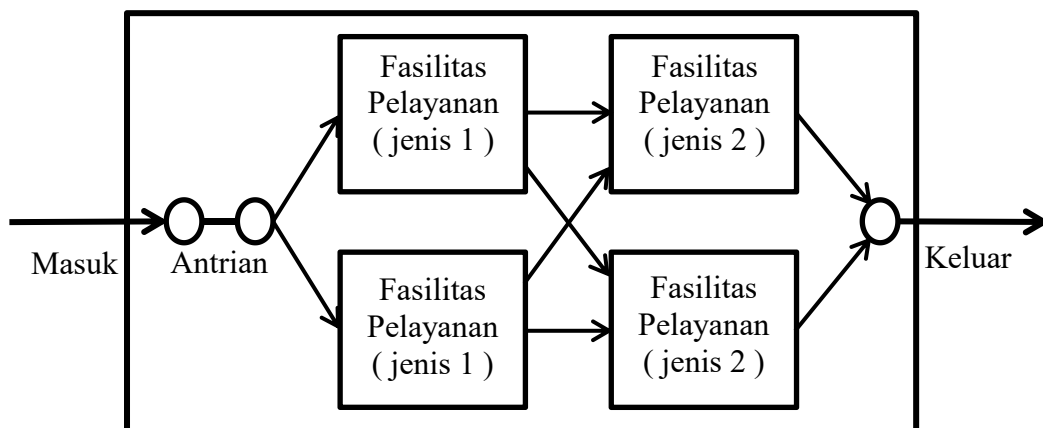 Fasilitas
Pelayanan
( jenis 1 )
Fasilitas
Pelayanan
( jenis 2 )
Masuk
Antrian
Keluar
Fasilitas
Pelayanan
( jenis 1 )
Fasilitas
Pelayanan
( jenis 2 )